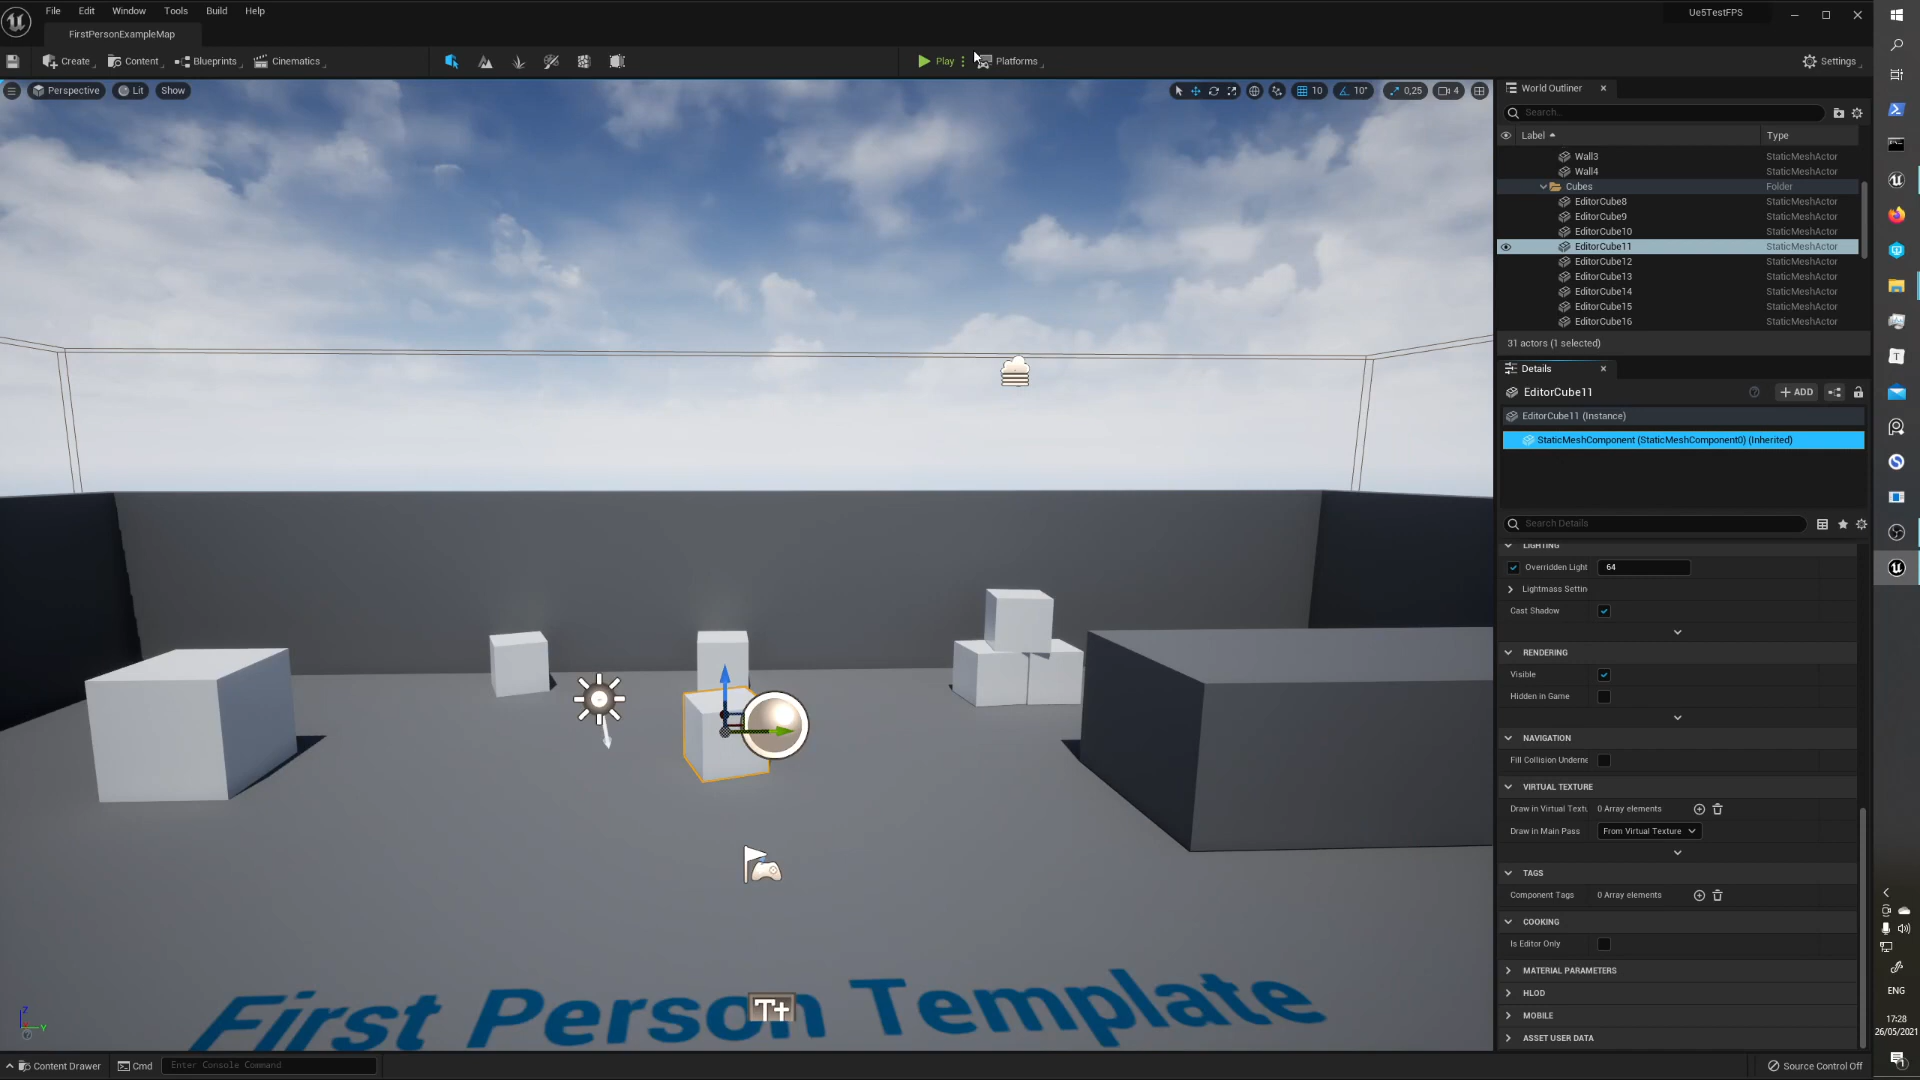 File Edit Window Tools Build Help
Ue5TestFPS
FirstPersonExampleMap
Create Content Blueprints Cinematics Play Platforms Settings
Perspective Lit Show 10 10° 0,25 4
World Outliner
Search...
Label Type
Wall3 StaticMeshActor
Wall4 StaticMeshActor
Cubes Folder
EditorCube8 StaticMeshActor
EditorCube9 StaticMeshActor
EditorCube10 StaticMeshActor
EditorCube11 StaticMeshActor
EditorCube12 StaticMeshActor
EditorCube13 StaticMeshActor
EditorCube14 StaticMeshActor
EditorCube15 StaticMeshActor
EditorCube16 StaticMeshActor
31 actors (1 selected)
Details
EditorCube11 + ADD
EditorCube11 (Instance)
StaticMeshComponent (StaticMeshComponent0) (Inherited)
Search Details
LIGHTING
Overridden Light 64
Lightmass Settin
Cast Shadow
RENDERING
Visible
Hidden in Game
NAVIGATION
Fill Collision Underne
VIRTUAL TEXTURE
Draw in Virtual Textu 0 Array elements
Draw in Main Pass From Virtual Texture
TAGS
Component Tags 0 Array elements
COOKING
Is Editor Only
MATERIAL PARAMETERS
HLOD
MOBILE
ASSET USER DATA
First Person Template
T+
Z
Y
Content Drawer Cmd Enter Console Command Source Control Off
ENG
17:28
26/05/2021